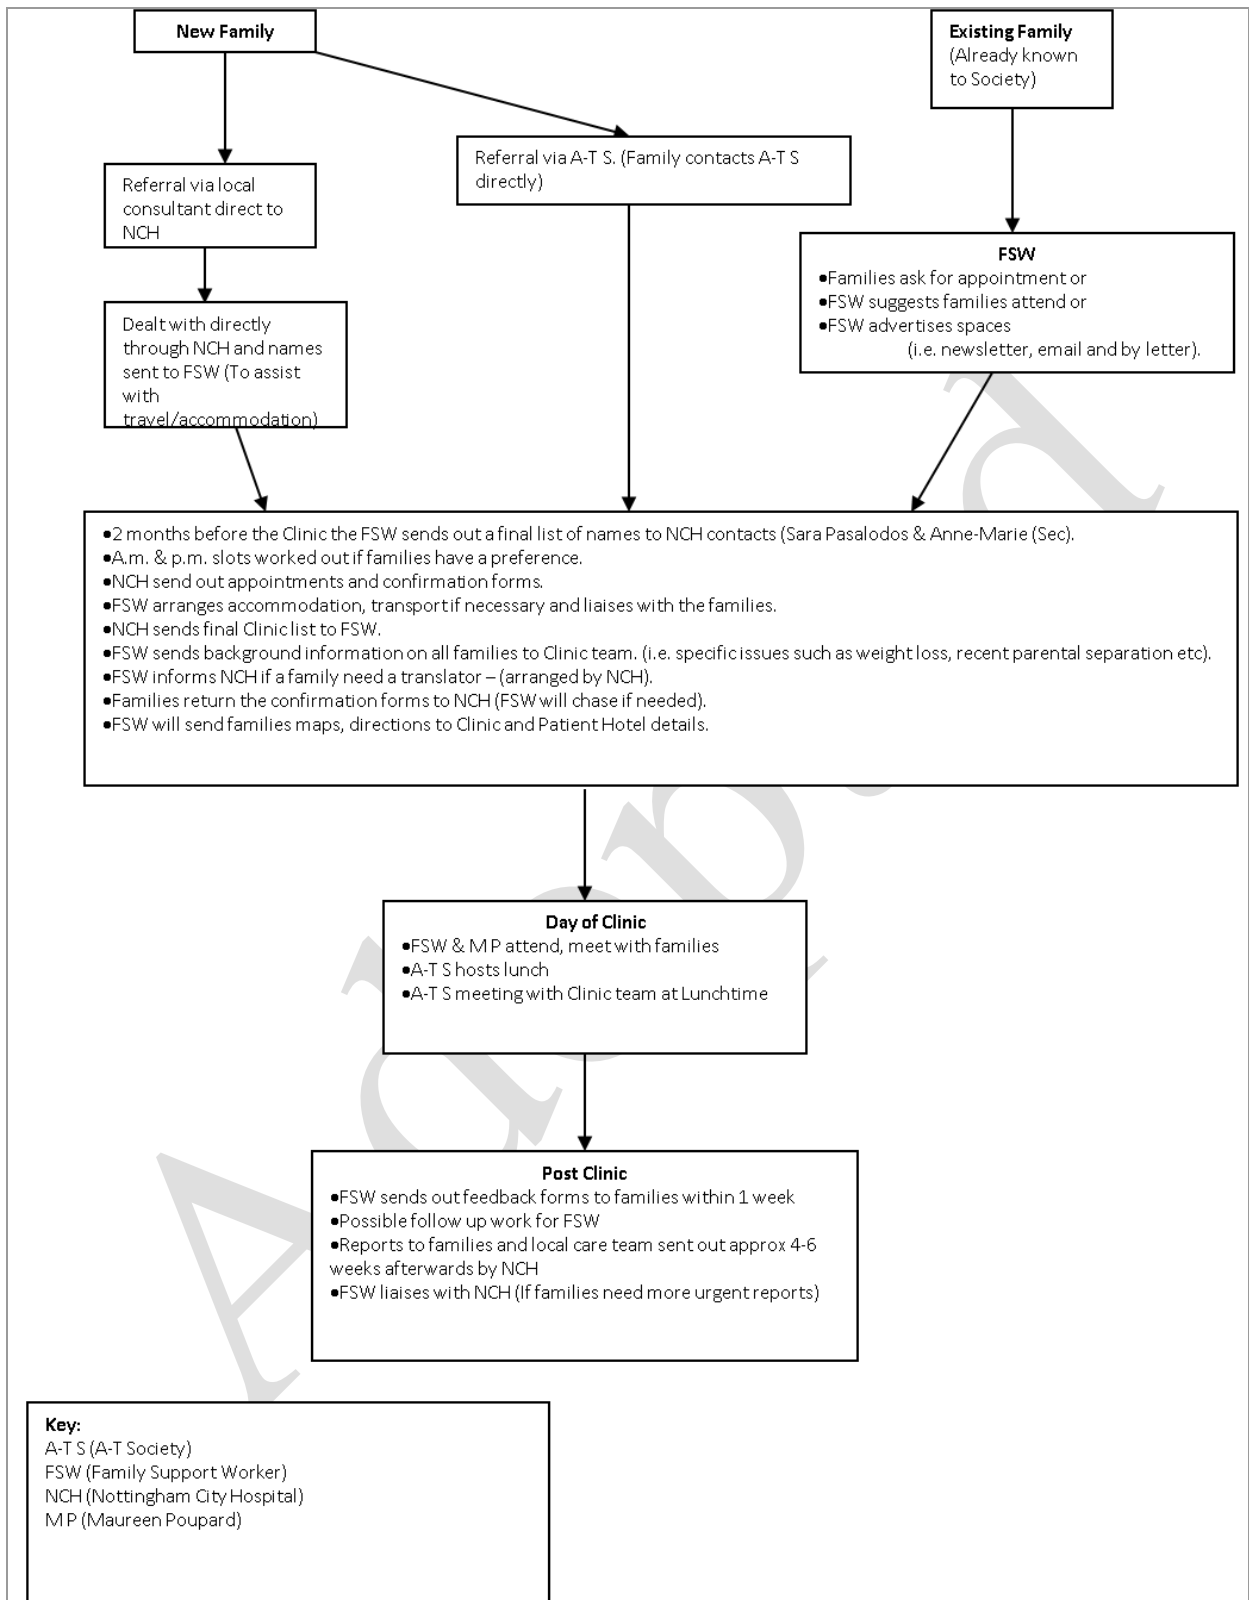 New Family
Existing Family
(Already known
to Society)
Referral via A-T S. (Family contacts A-T S
directly)
Referral via local
consultant direct to
NCH
FSW
•Families ask for appointment or
•FSW suggests families attend or
•FSW advertises spaces
(i.e. newsletter, email and by letter).
Dealt with directly
through NCH and names
sent to FSW (To assist
with
travel/accommodation)
•2 months before the Clinic the FSW sends out a final list of names to NCH contacts (Sara Pasalodos & Anne-Marie (Sec).
•A.m. & p.m. slots worked out if families have a preference.
•NCH send out appointments and confirmation forms.
•FSW arranges accommodation, transport if necessary and liaises with the families.
•NCH sends final Clinic list to FSW.
•FSW sends background information on all families to Clinic team. (i.e. specific issues such as weight loss, recent parental separation etc).
•FSW informs NCH if a family need a translator – (arranged by NCH).
•Families return the confirmation forms to NCH (FSW will chase if needed).
•FSW will send families maps, directions to Clinic and Patient Hotel details.
Day of Clinic
•FSW & M P attend, meet with families
•A-T S hosts lunch
•A-T S meeting with Clinic team at Lunchtime
Post Clinic
•FSW sends out feedback forms to families within 1 week
•Possible follow up work for FSW
•Reports to families and local care team sent out approx 4-6
weeks afterwards by NCH
•FSW liaises with NCH (If families need more urgent reports)
Key:
A-T S (A-T Society)
FSW (Family Support Worker)
NCH (Nottingham City Hospital)
M P (Maureen Poupard)